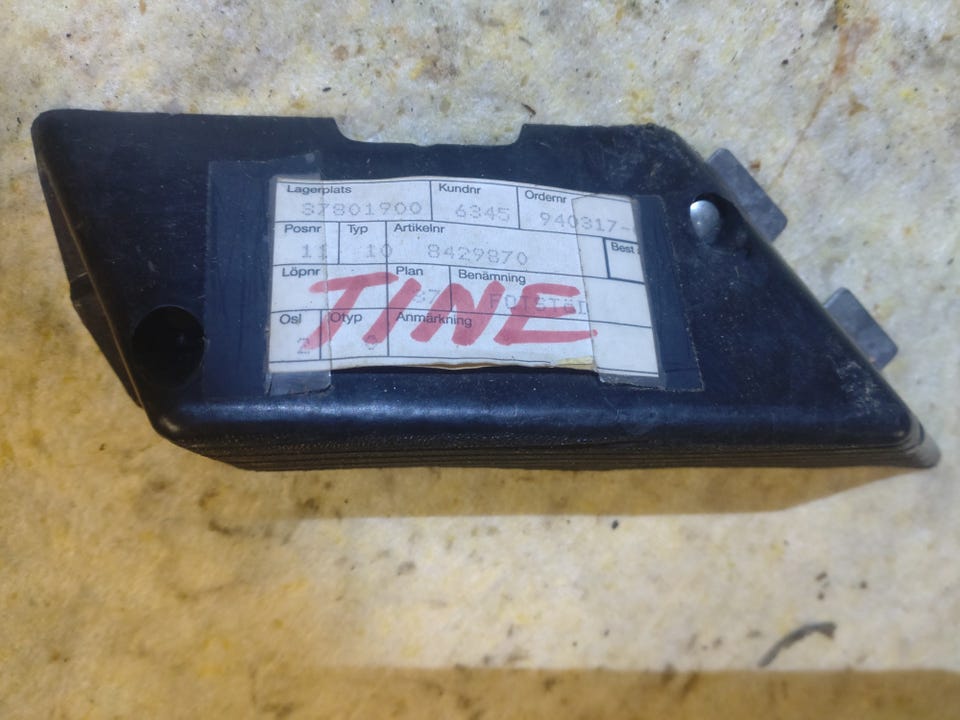 Lagerplats Kundnr Ordernr
37801900 6345 940317-
Posnr Typ Artikelnr Best
11 10 8429870
Löpnr Plan Benämning
TINE
Osl Otyp Anmärkning
2 0